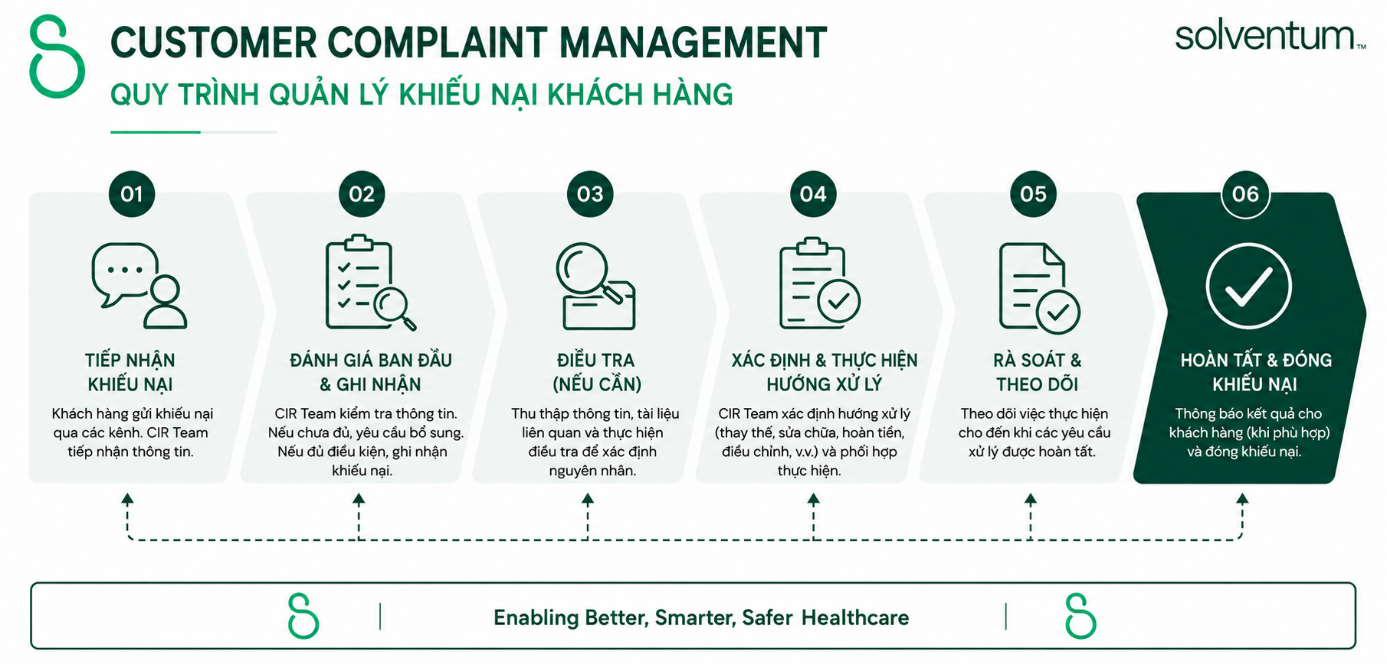 CUSTOMER COMPLAINT MANAGEMENT
solventum™
QUY TRÌNH QUẢN LÝ KHIẾU NẠI KHÁCH HÀNG
01
TIẾP NHẬN
KHIẾU NẠI
Khách hàng gửi khiếu nại
qua các kênh. CIR Team
tiếp nhận thông tin.
02
ĐÁNH GIÁ BAN ĐẦU
& GHI NHẬN
CIR Team kiểm tra thông tin.
Nếu chưa đủ, yêu cầu bổ sung.
Nếu đủ điều kiện, ghi nhận
khiếu nại.
03
ĐIỀU TRA
(NẾU CẦN)
Thu thập thông tin, tài liệu
liên quan và thực hiện
điều tra để xác định
nguyên nhân.
04
XÁC ĐỊNH & THỰC HIỆN
HƯỚNG XỬ LÝ
CIR Team xác định hướng xử lý
(thay thế, sửa chữa, hoàn tiền,
điều chỉnh, v.v.) và phối hợp
thực hiện.
05
RÀ SOÁT &
THEO DÕI
Theo dõi việc thực hiện
cho đến khi các yêu cầu
xử lý được hoàn tất.
06
HOÀN TẤT & ĐÓNG
KHIẾU NẠI
Thông báo kết quả cho
khách hàng (khi phù hợp)
và đóng khiếu nại.
Enabling Better, Smarter, Safer Healthcare